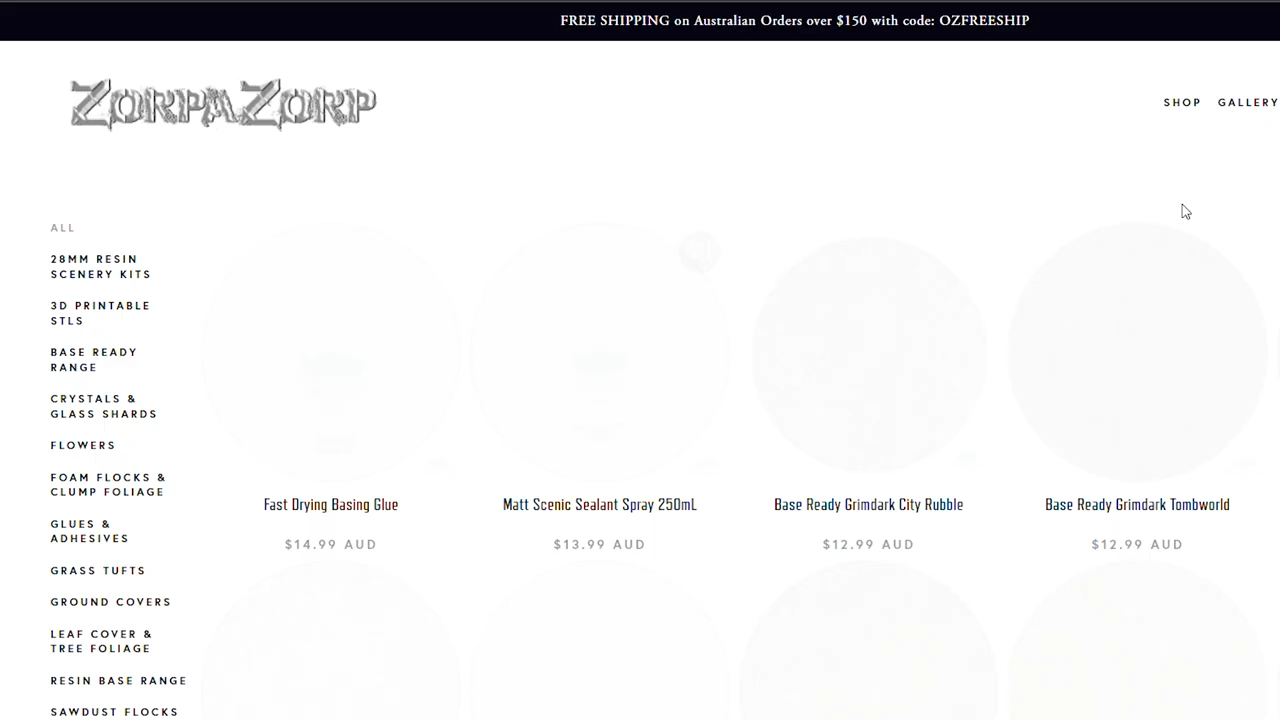 FREE SHIPPING on Australian Orders over $150 with code: OZFREESHIP
ZORPAZORP
SHOP GALLERY
ALL
28MM RESIN
SCENERY KITS
3D PRINTABLE
STLS
BASE READY
RANGE
CRYSTALS &
GLASS SHARDS
FLOWERS
FOAM FLOCKS &
CLUMP FOLIAGE
GLUES &
ADHESIVES
GRASS TUFTS
GROUND COVERS
LEAF COVER &
TREE FOLIAGE
RESIN BASE RANGE
SAWDUST FLOCKS
Fast Drying Basing Glue
$14.99 AUD
Matt Scenic Sealant Spray 250mL
$13.99 AUD
Base Ready Grimdark City Rubble
$12.99 AUD
Base Ready Grimdark Tombworld
$12.99 AUD